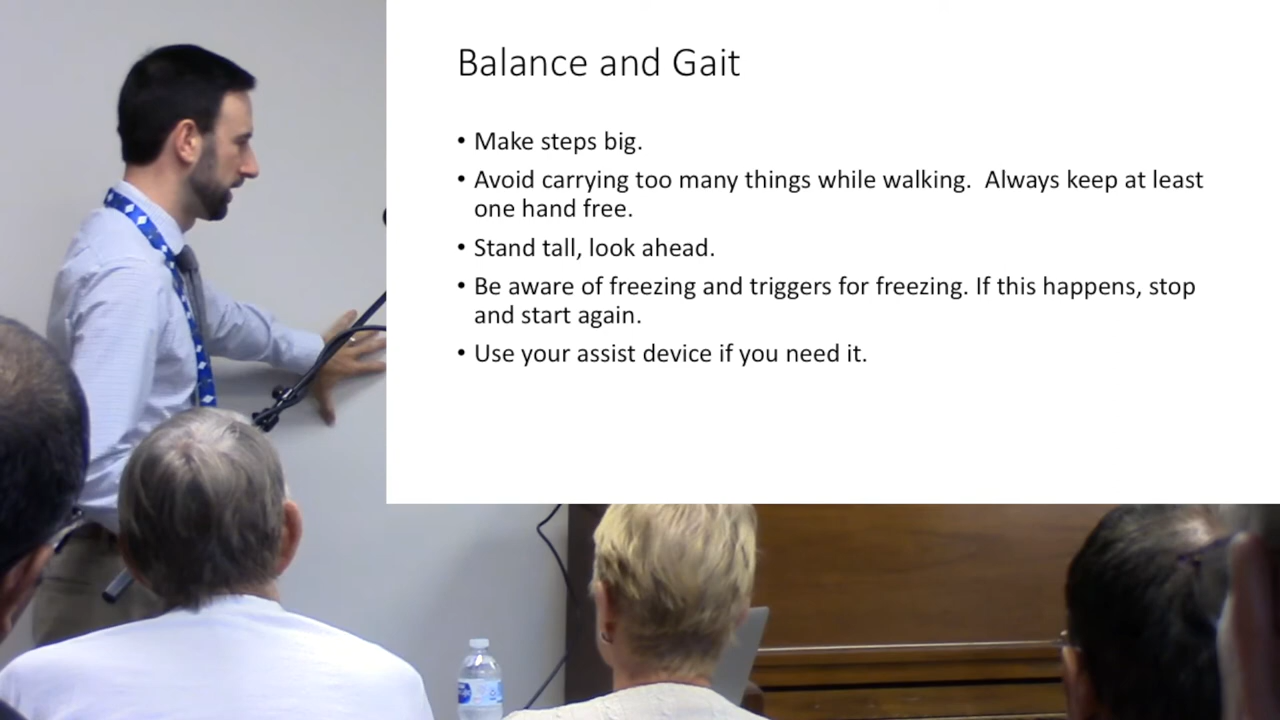 Balance and Gait
• Make steps big.
• Avoid carrying too many things while walking.  Always keep at least
one hand free.
• Stand tall, look ahead.
• Be aware of freezing and triggers for freezing. If this happens, stop
and start again.
• Use your assist device if you need it.